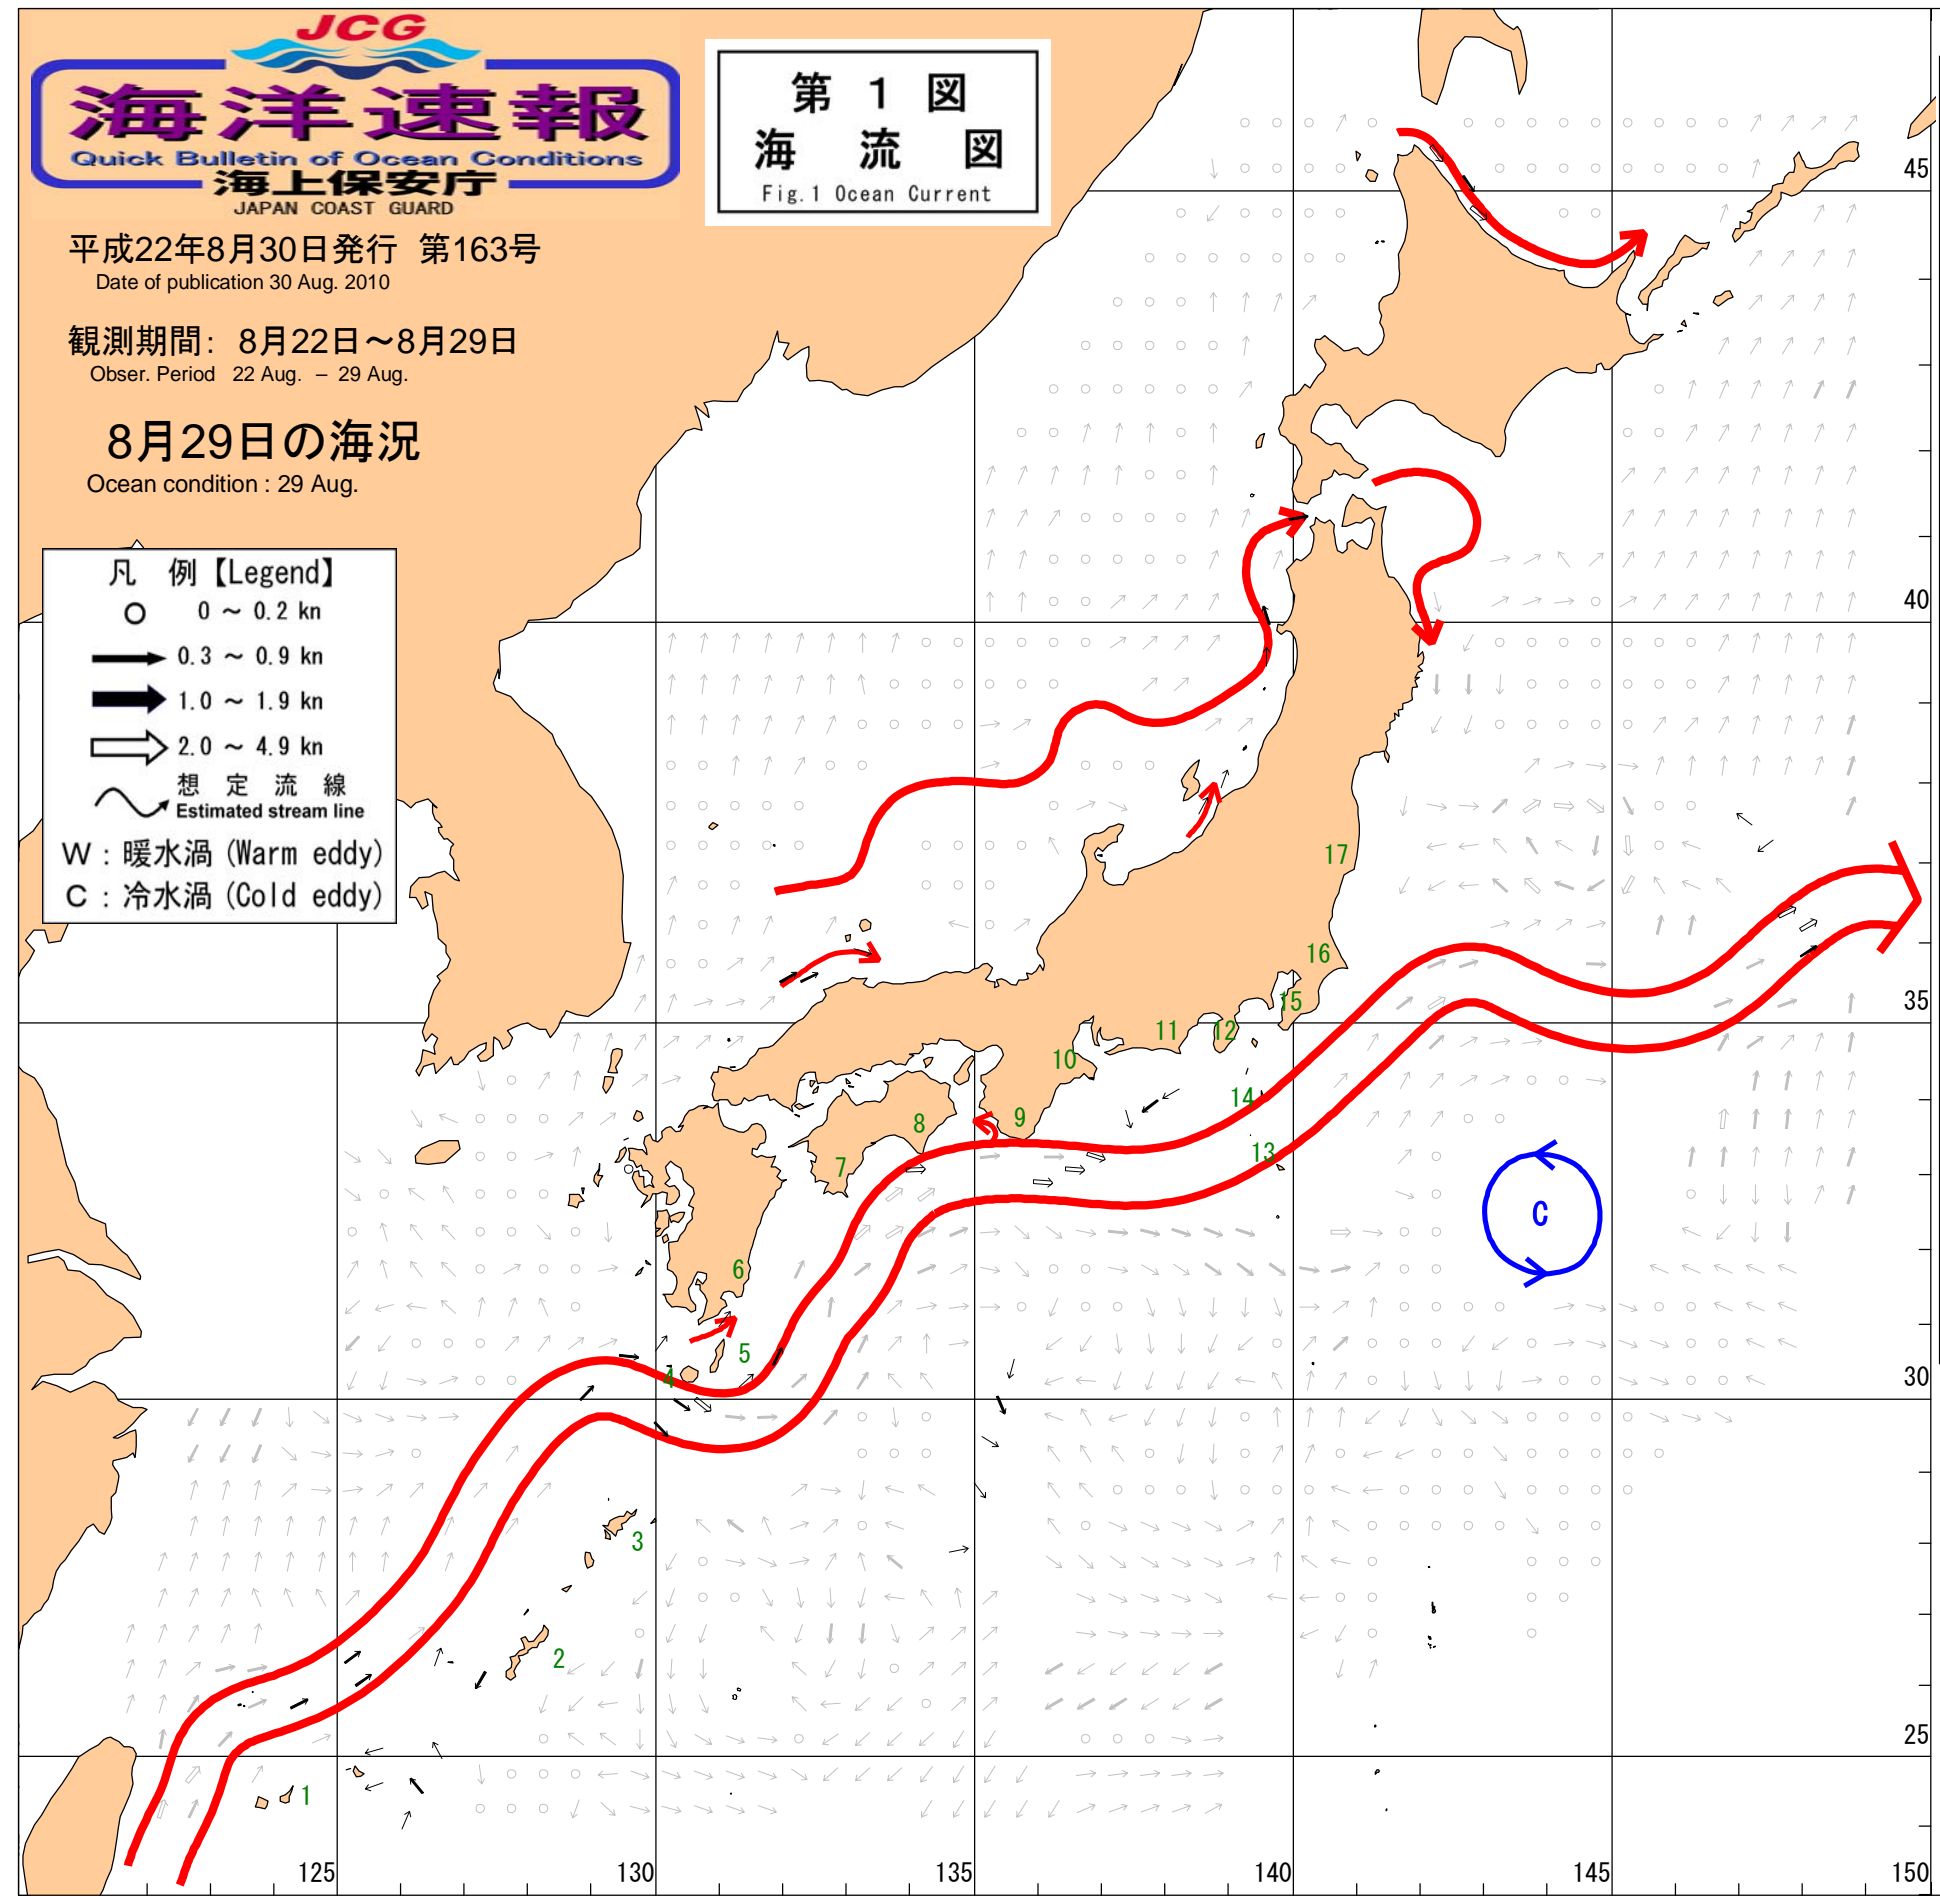 JCG
海洋速報
Quick Bulletin of Ocean Conditions
海上保安庁
JAPAN COAST GUARD
第 1 図
海 流 図
Fig.1 Ocean Current
平成22年8月30日発行 第163号
Date of publication 30 Aug. 2010
観測期間: 8月22日～8月29日
Obser. Period 22 Aug. – 29 Aug.
8月29日の海況
Ocean condition : 29 Aug.
凡 例【Legend】
0 ～ 0.2 kn
0.3 ～ 0.9 kn
1.0 ～ 1.9 kn
2.0 ～ 4.9 kn
想 定 流 線
Estimated stream line
W : 暖水渦 (Warm eddy)
C : 冷水渦 (Cold eddy)
45
40
17
16
35
15
11
12
10
14
9
8
13
7
C
6
5
4
30
3
2
25
1
125
130
135
140
145
150